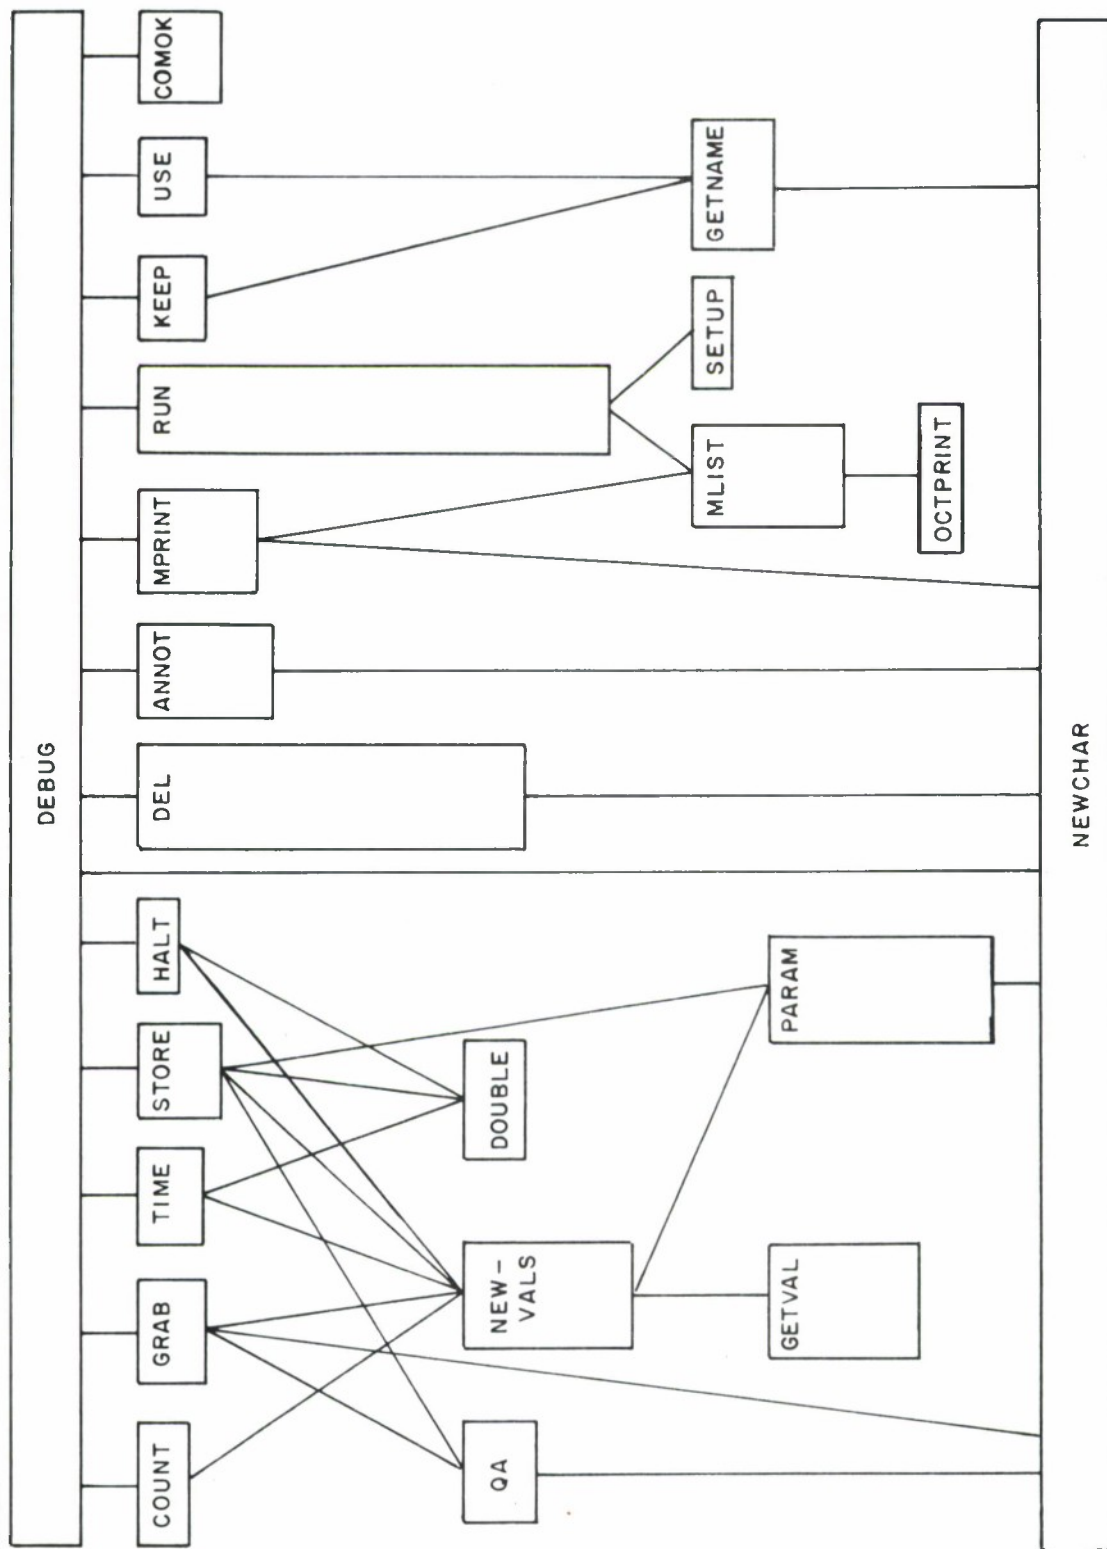 DEBUG
COUNT
GRAB
TIME
STORE
HALT
DEL
ANNOT
MPRINT
RUN
KEEP
USE
COMOK
QA
NEW-
VALS
DOUBLE
GETVAL
PARAM
MLIST
SETUP
GETNAME
OCTPRINT
NEWCHAR